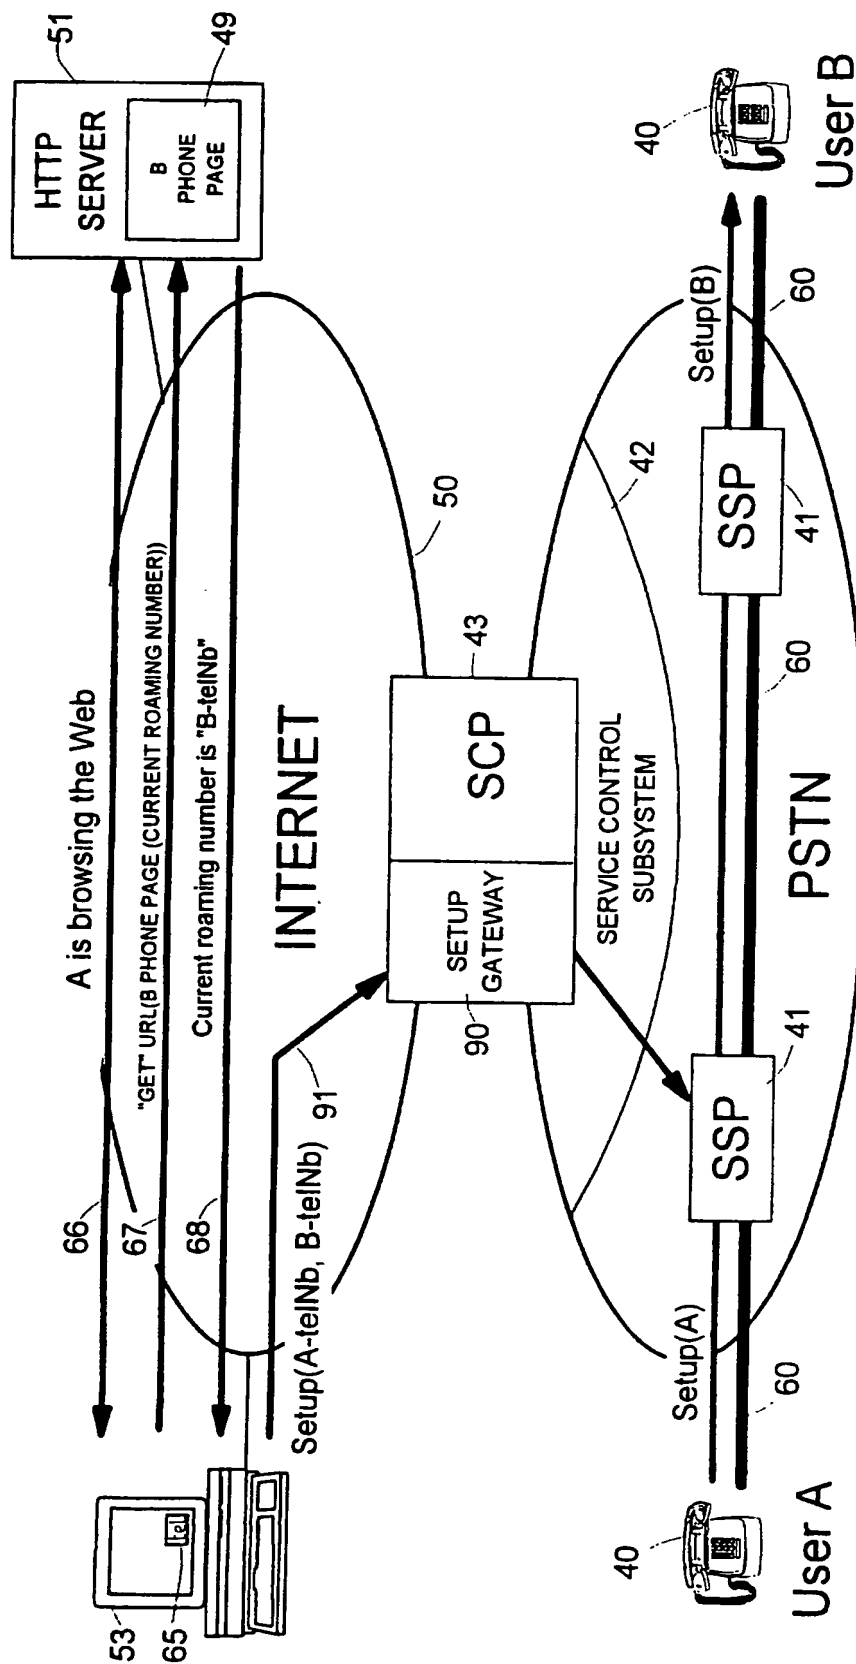 A is browsing the Web
66
"GET" URL(B PHONE PAGE (CURRENT ROAMING NUMBER))
67
Current roaming number is "B-telNb"
68
HTTP
SERVER
51
B
PHONE
PAGE
49
53
tel
65
INTERNET
50
Setup(A-telNb, B-telNb)
91
SETUP
GATEWAY
90
SCP
43
SERVICE CONTROL
SUBSYSTEM
42
40
Setup(A)
SSP
41
SSP
41
Setup(B)
40
60
60
60
User A
PSTN
User B